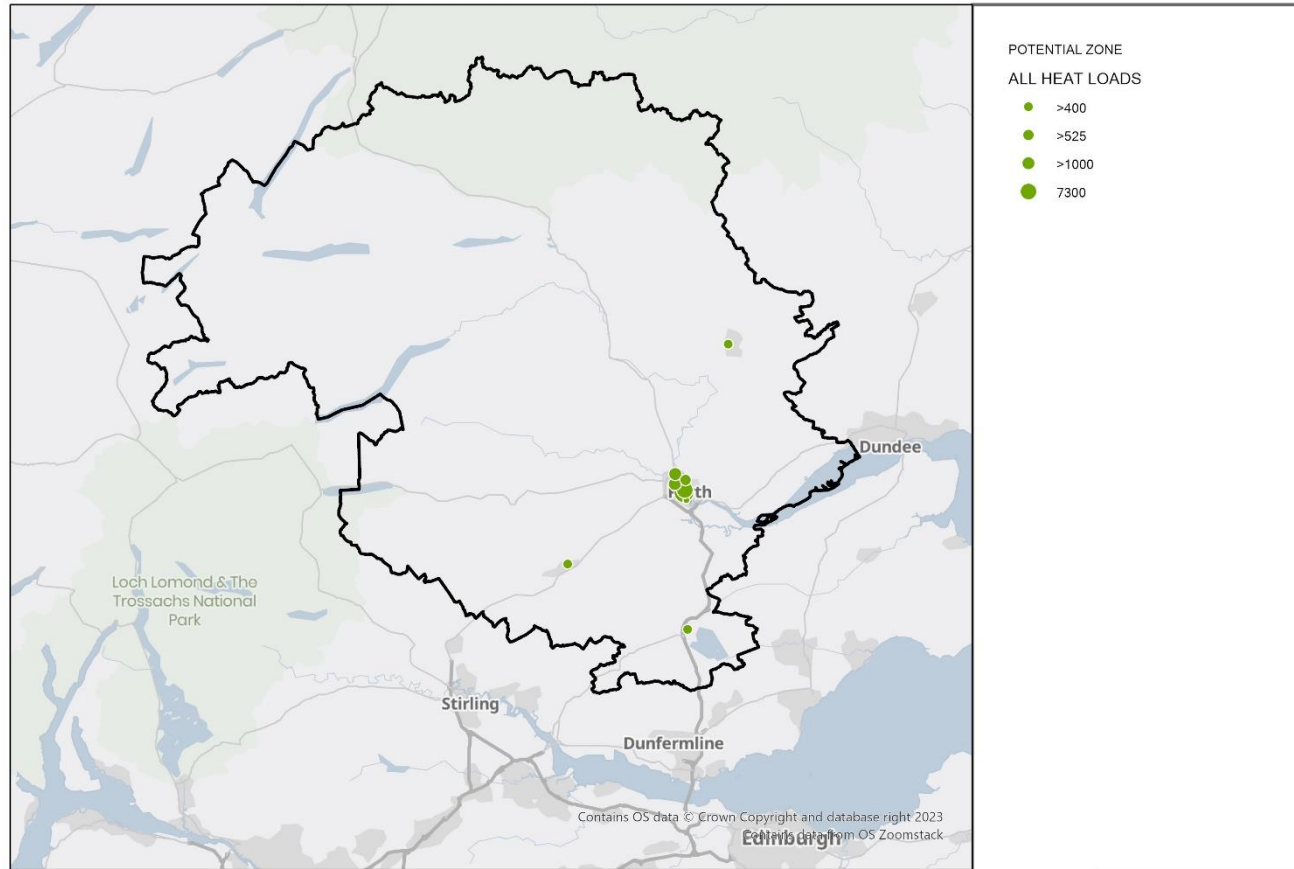 POTENTIAL ZONE
ALL HEAT LOADS
>400
>525
>1000
7300
Dundee
Loch Lomond & The
Trossachs National
Park
Stirling
Dunfermline
Contains OS data © Crown Copyright and database right 2023
Contains data from OS Zoomstack
Edinburgh